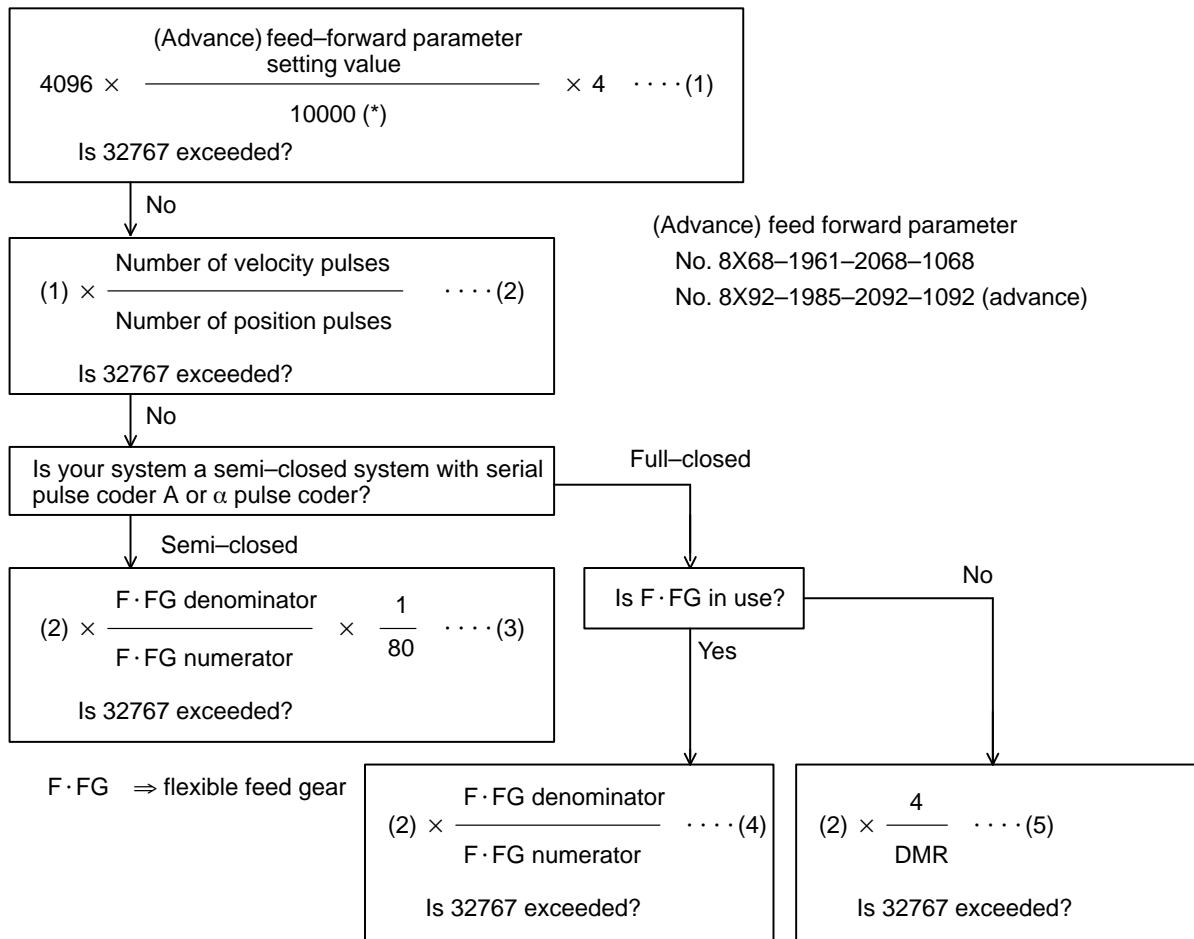 (Advance) feed–forward parameter
setting value
4096 × ———— × 4 ····(1)
10000 (*)
Is 32767 exceeded?
No
(Advance) feed forward parameter
No. 8X68–1961–2068–1068
No. 8X92–1985–2092–1092 (advance)
Number of velocity pulses
(1) × ———— ····(2)
Number of position pulses
Is 32767 exceeded?
No
Is your system a semi–closed system with serial
pulse coder A or α pulse coder?
Full–closed
Semi–closed
F·FG denominator 1
(2) × ———— × — ····(3)
F·FG numerator 80
Is 32767 exceeded?
Is F·FG in use?
No
Yes
F·FG ⇒ flexible feed gear
F·FG denominator
(2) × ———— ····(4)
F·FG numerator
Is 32767 exceeded?
4
(2) × — ····(5)
DMR
Is 32767 exceeded?